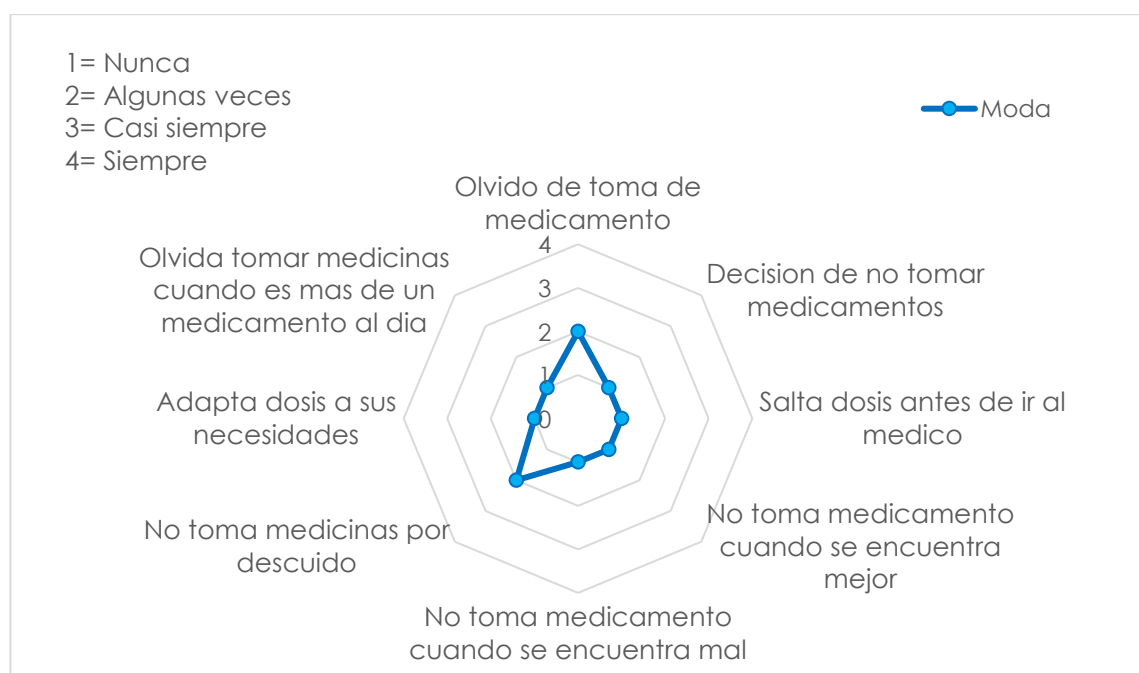 1= Nunca
2= Algunas veces
3= Casi siempre
4= Siempre
Moda
Olvido de toma de
medicamento
Decision de no tomar
medicamentos
Salta dosis antes de ir al
medico
No toma medicamento
cuando se encuentra
mejor
No toma medicamento
cuando se encuentra mal
No toma medicinas por
descuido
Adapta dosis a sus
necesidades
Olvida tomar medicinas
cuando es mas de un
medicamento al dia
4
3
2
1
0